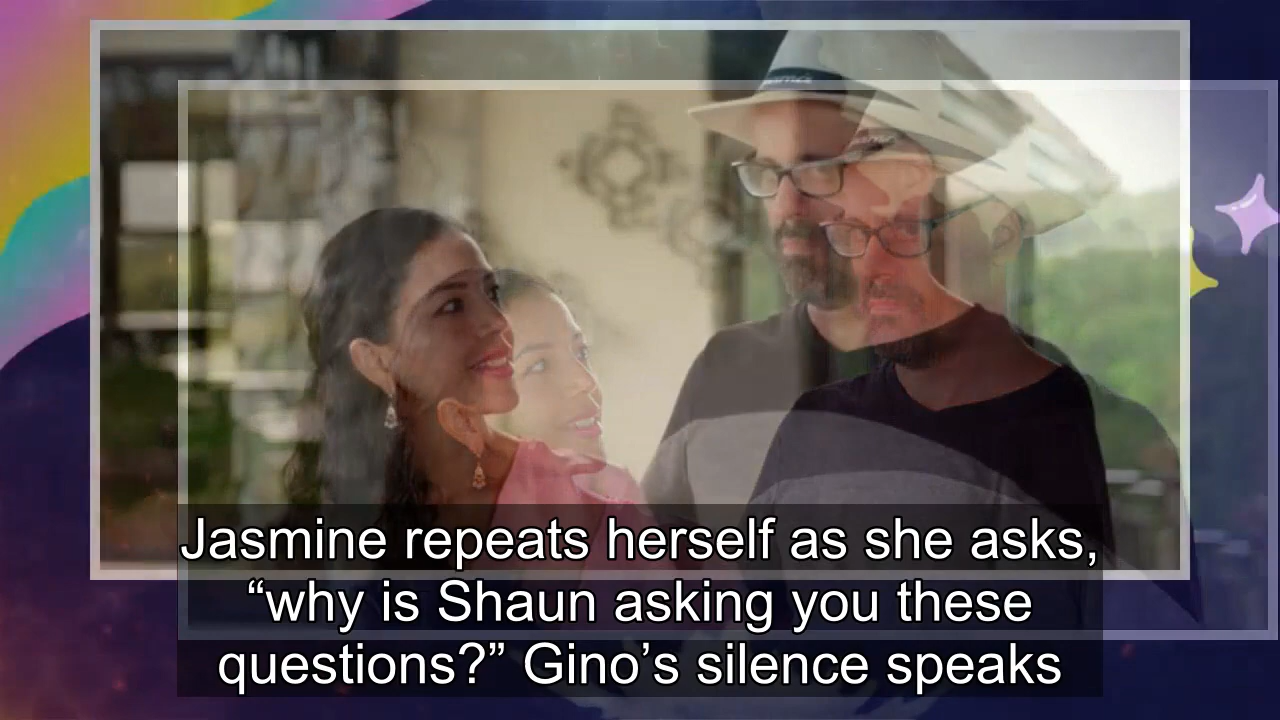 Jasmine repeats herself as she asks,
“why is Shaun asking you these
questions?” Gino’s silence speaks